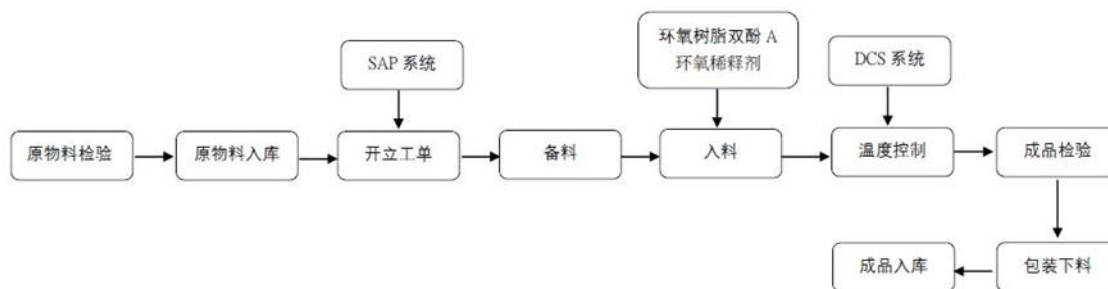 环氧树脂双酚 A
环氧稀释剂
SAP 系统
DCS 系统
原物料检验
原物料入库
开立工单
备料
入料
温度控制
成品检验
成品入库
包装下料